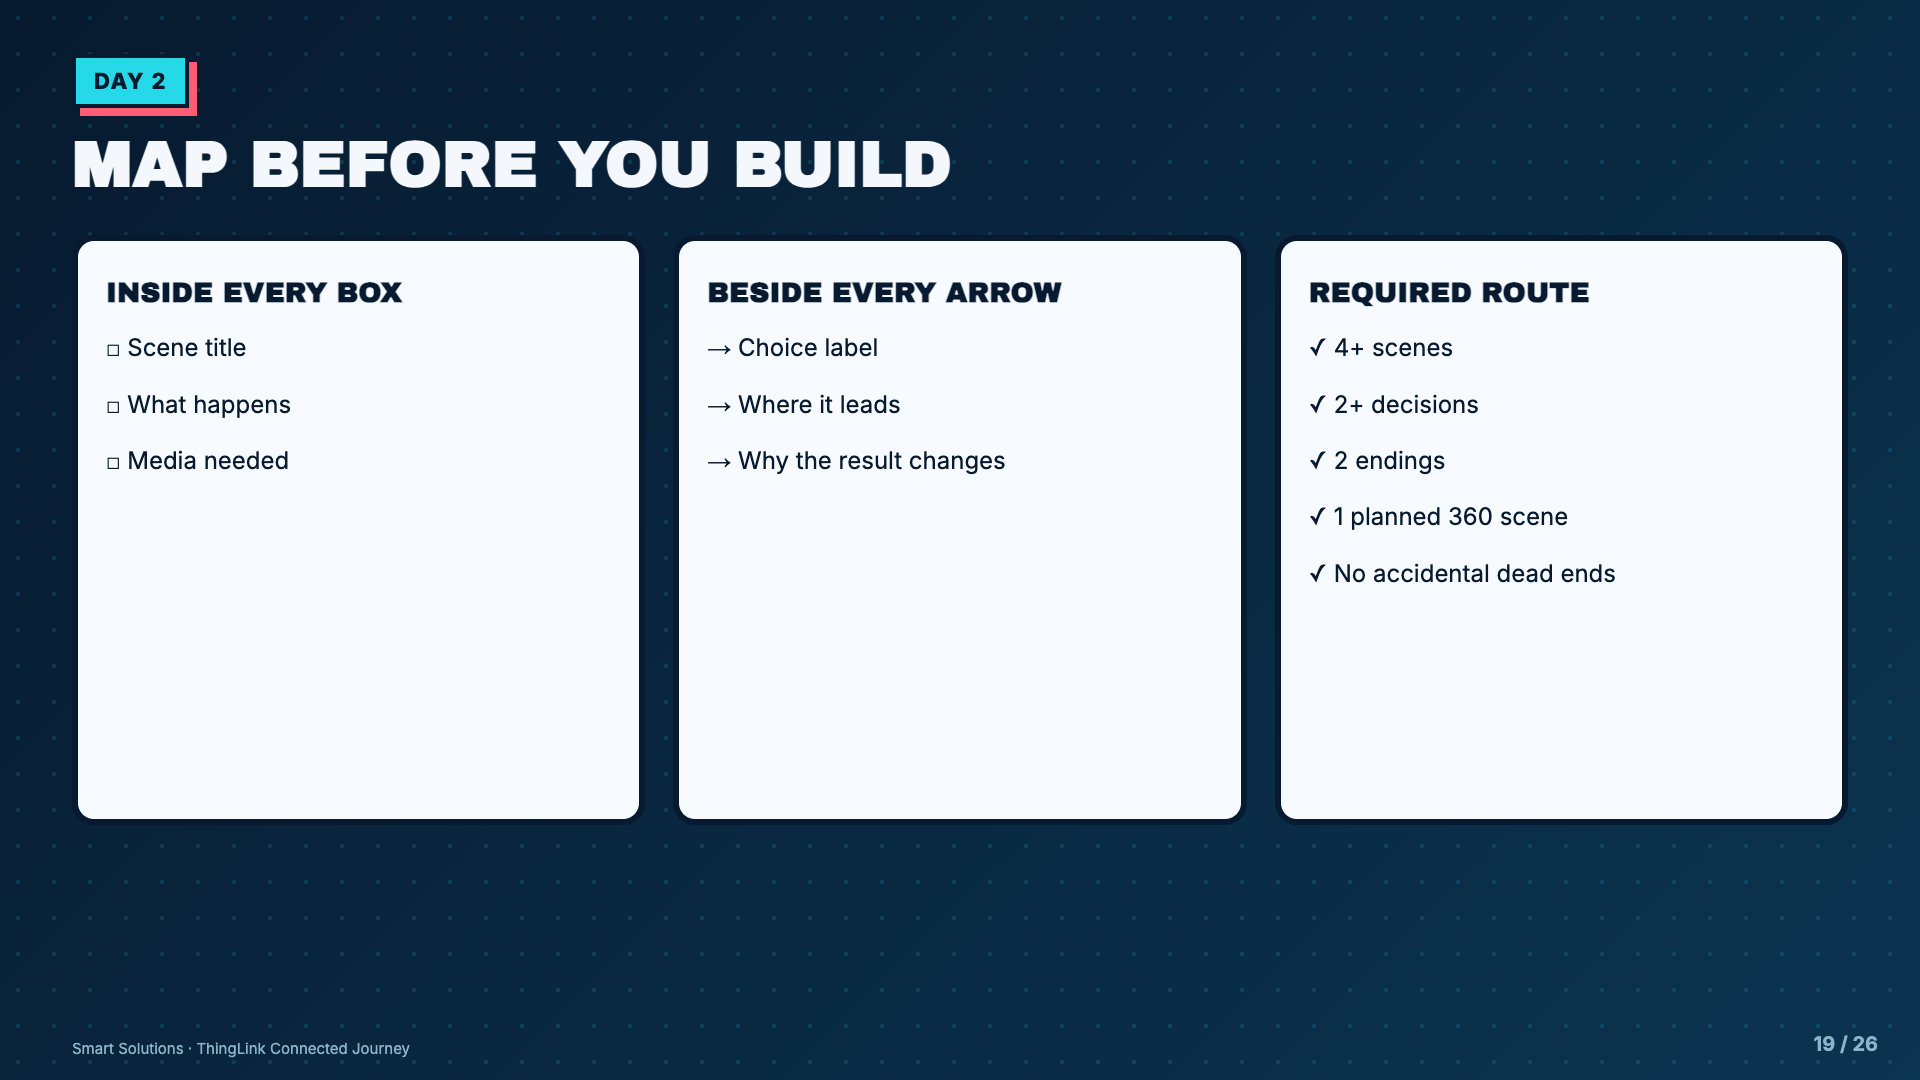 DAY 2
MAP BEFORE YOU BUILD
INSIDE EVERY BOX
□ Scene title
□ What happens
□ Media needed
BESIDE EVERY ARROW
→ Choice label
→ Where it leads
→ Why the result changes
REQUIRED ROUTE
✓ 4+ scenes
✓ 2+ decisions
✓ 2 endings
✓ 1 planned 360 scene
✓ No accidental dead ends
Smart Solutions · ThingLink Connected Journey
19 / 26